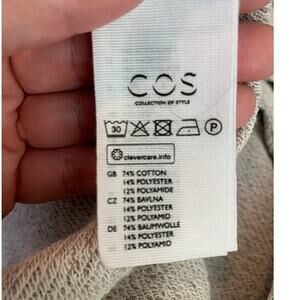 COS
COLLECTION OF STYLE
30 P
clevercare.info
GB 74% COTTON
14% POLYESTER
12% POLYAMIDE
CZ 74% BAVLNA
14% POLYESTER
12% POLYAMID
DE 74% BAUMWOLLE
14% POLYESTER
12% POLYAMID